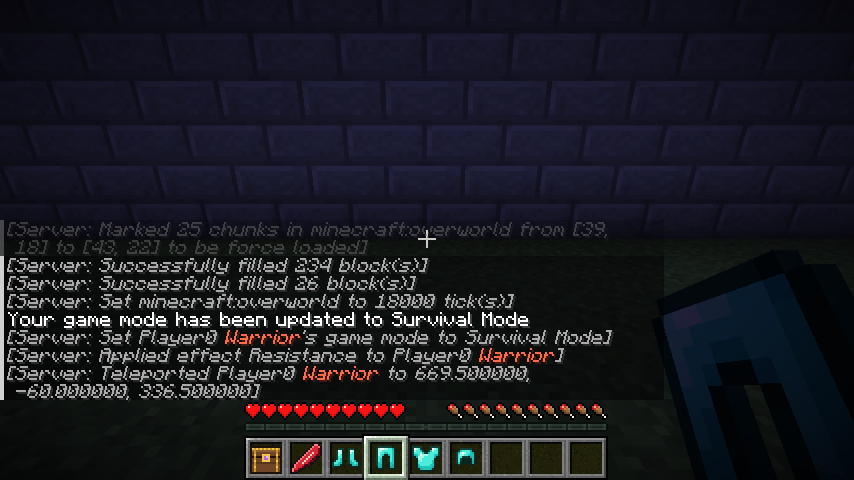 [Server: Marked 25 chunks in minecraft:overworld from [39,
18] to [43, 22] to be force loaded]
[Server: Successfully filled 234 block(s)]
[Server: Successfully filled 26 block(s)]
[Server: Set minecraft:overworld to 18000 tick(s)]
Your game mode has been updated to Survival Mode
[Server: Set Player0 Warrior's game mode to Survival Mode]
[Server: Applied effect Resistance to Player0 Warrior]
[Server: Teleported Player0 Warrior to 669.500000,
-60.000000, 336.500000]